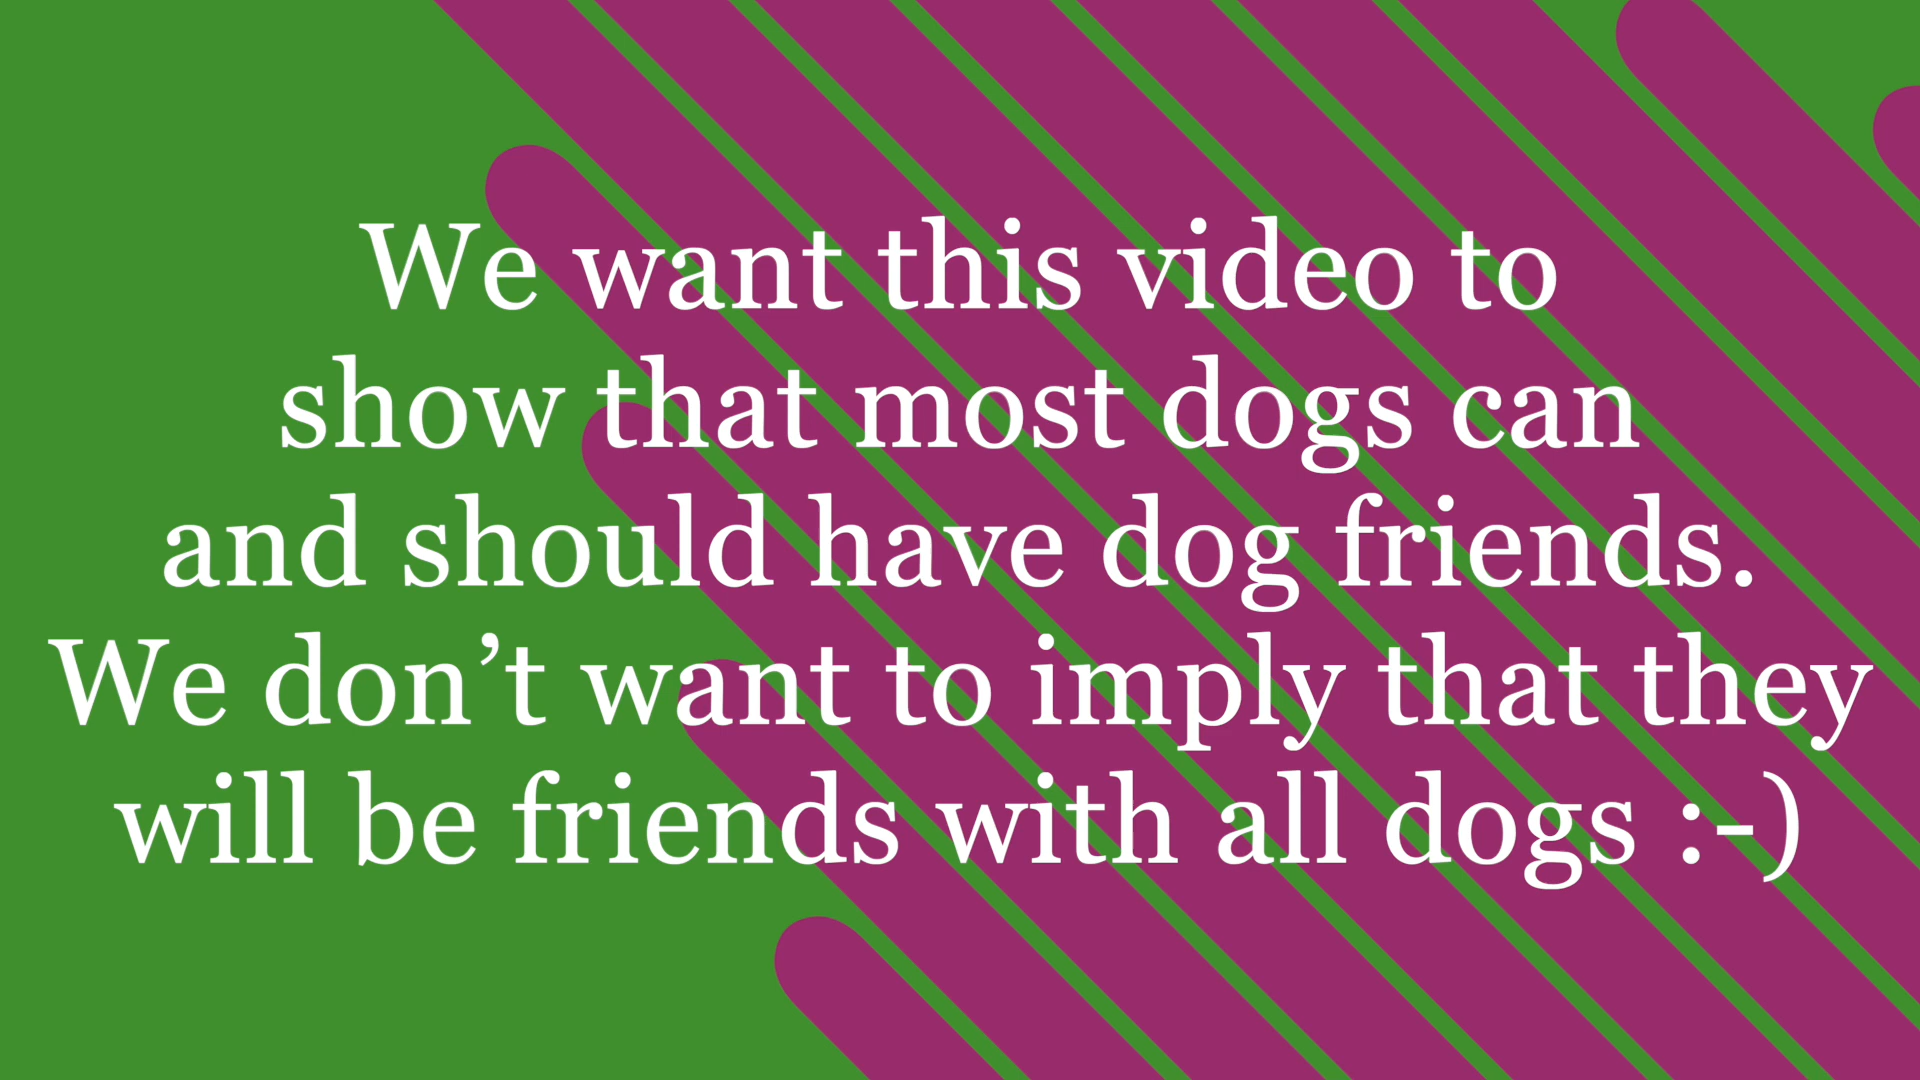 We want this video to
show that most dogs can
and should have dog friends.
We don’t want to imply that they
will be friends with all dogs :-)